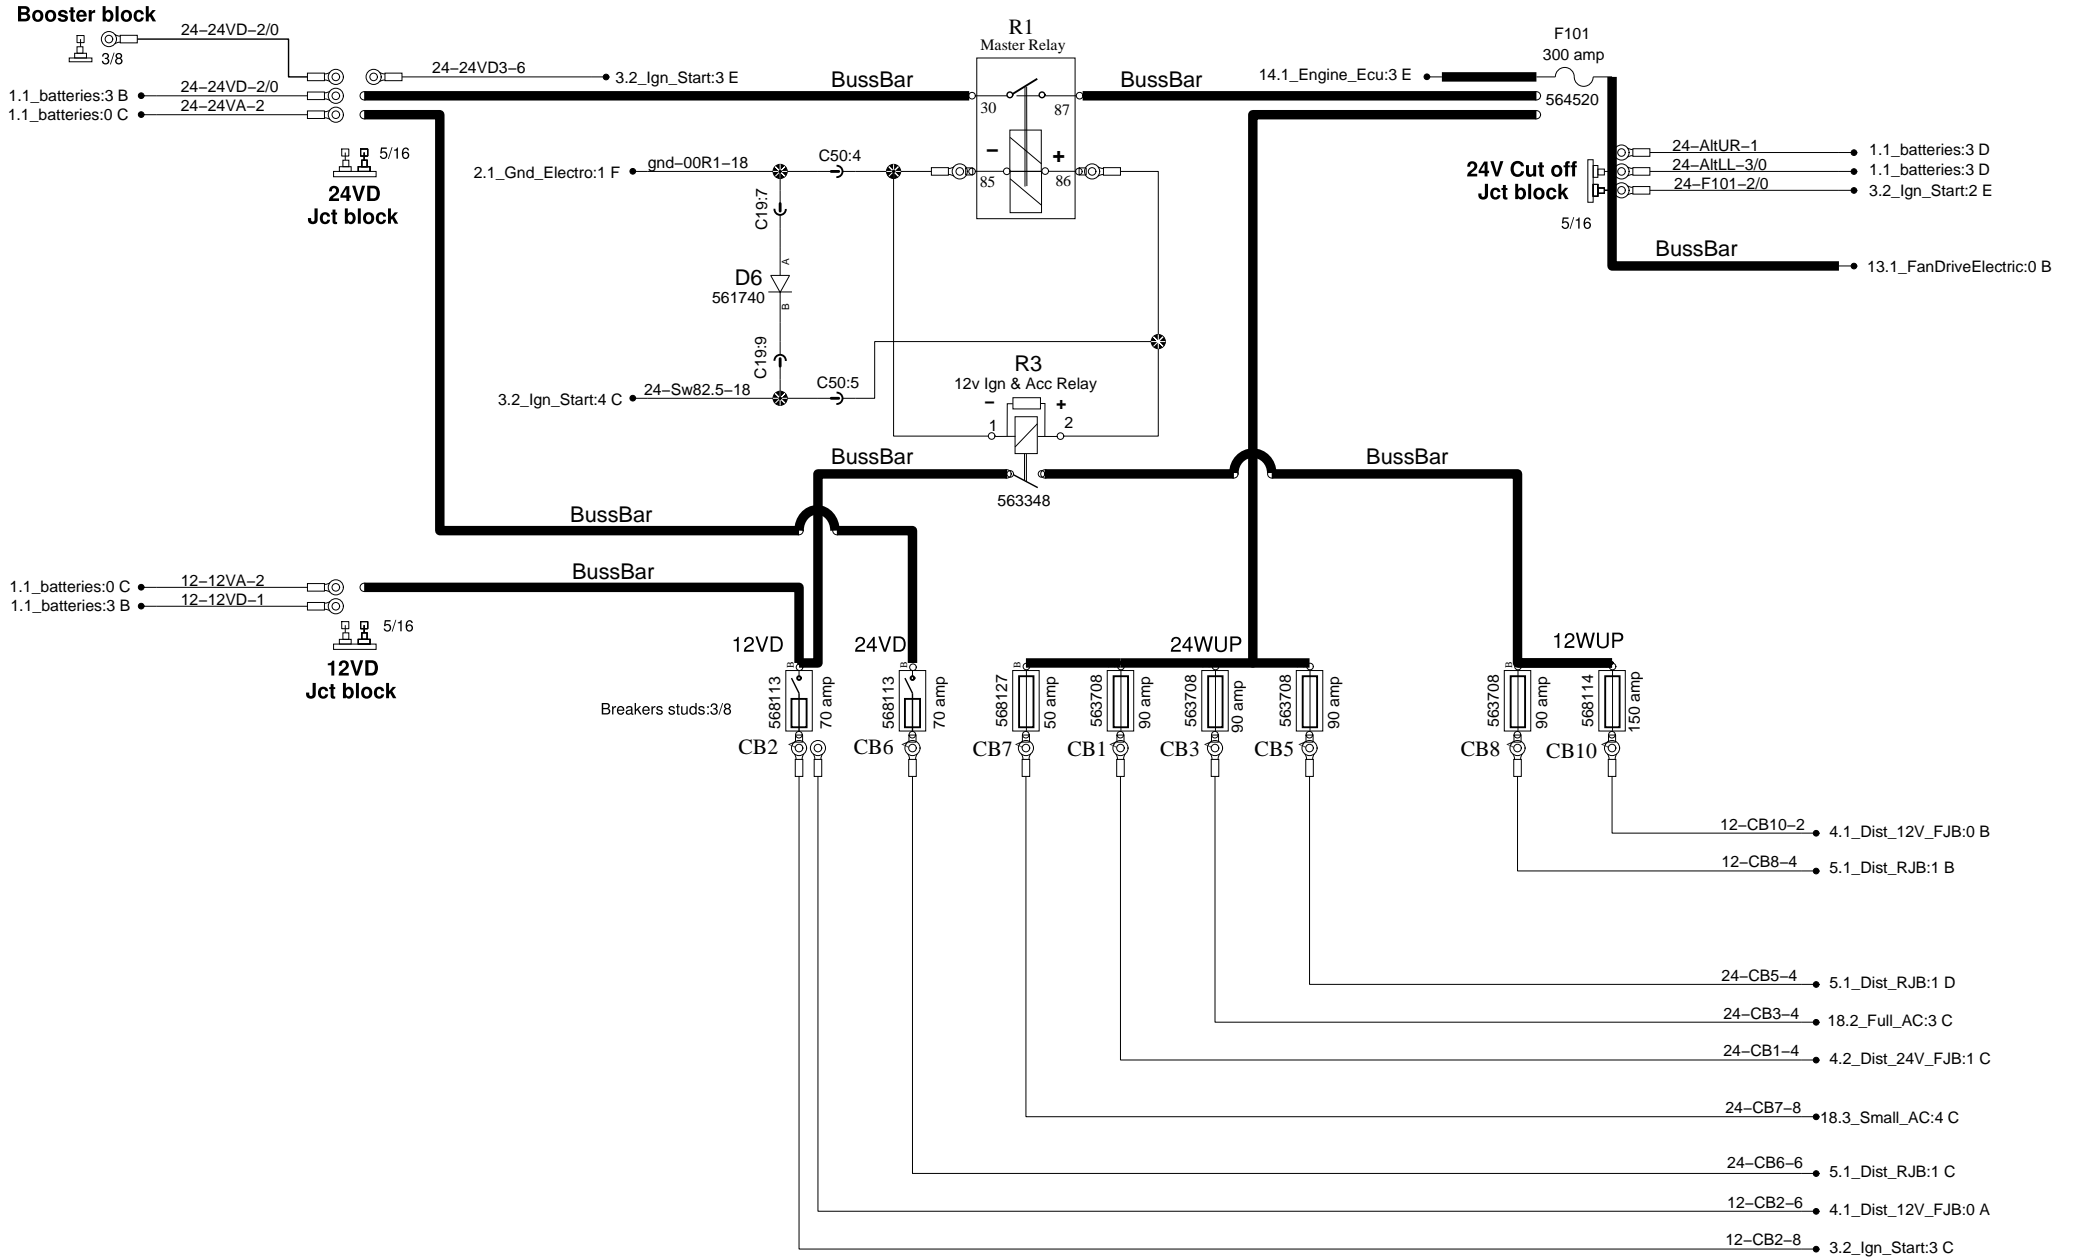 Booster block
24-24VD-2/0
3/8
24-24VD3-6
3.2_Ign_Start:3 E
1.1_batteries:3 B
24-24VD-2/0
1.1_batteries:0 C
24-24VA-2
5/16
24VD
Jct block
BussBar
R1
Master Relay
30
87
85
86
−
+
BussBar
14.1_Engine_Ecu:3 E
F101
300 amp
564520
24V Cut off
Jct block
5/16
24-AltUR-1
1.1_batteries:3 D
24-AltLL-3/0
1.1_batteries:3 D
24-F101-2/0
3.2_Ign_Start:2 E
BussBar
13.1_FanDriveElectric:0 B
2.1_Gnd_Electro:1 F
gnd-00R1-18
C50:4
C19:7
A
D6
561740
B
C19:9
3.2_Ign_Start:4 C
24-Sw82.5-18
C50:5
R3
12v Ign & Acc Relay
−
+
1
2
563348
BussBar
BussBar
BussBar
1.1_batteries:0 C
12-12VA-2
1.1_batteries:3 B
12-12VD-1
5/16
12VD
Jct block
BussBar
12VD
24VD
24WUP
12WUP
Breakers studs:3/8
B
568113
70 amp
CB2
B
568113
70 amp
CB6
B
568127
50 amp
CB7
563708
90 amp
CB1
563708
90 amp
CB3
563708
90 amp
CB5
B
563708
90 amp
CB8
568114
150 amp
CB10
12-CB10-2
4.1_Dist_12V_FJB:0 B
12-CB8-4
5.1_Dist_RJB:1 B
24-CB5-4
5.1_Dist_RJB:1 D
24-CB3-4
18.2_Full_AC:3 C
24-CB1-4
4.2_Dist_24V_FJB:1 C
24-CB7-8
18.3_Small_AC:4 C
24-CB6-6
5.1_Dist_RJB:1 C
12-CB2-6
4.1_Dist_12V_FJB:0 A
12-CB2-8
3.2_Ign_Start:3 C